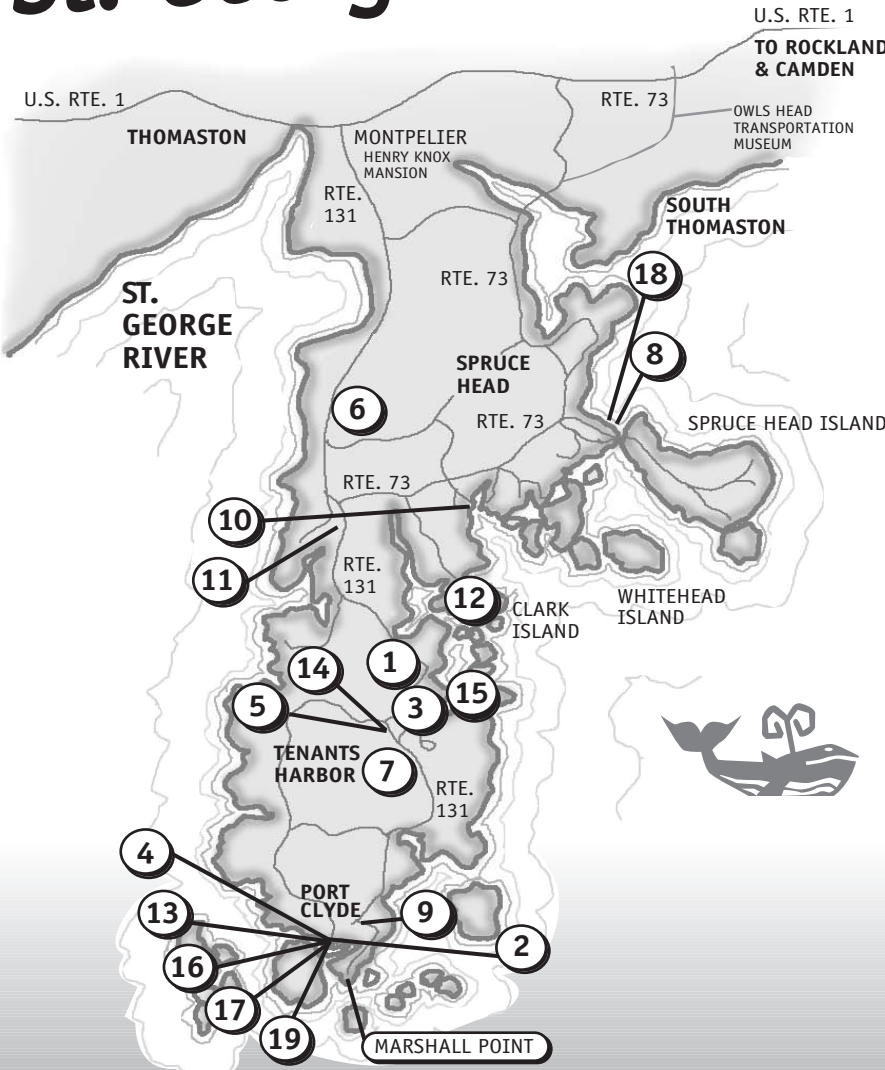 U.S. RTE. 1
TO ROCKLAND
& CAMDEN
U.S. RTE. 1
RTE. 73
OWLS HEAD
TRANSPORTATION
MUSEUM
THOMASTON
MONTPELIER
HENRY KNOX
MANSION
RTE.
131
SOUTH
THOMASTON
RTE. 73
18
ST.
GEORGE
RIVER
8
SPRUCE
HEAD
6
RTE. 73
SPRUCE HEAD ISLAND
RTE. 73
10
11
RTE.
131
12
CLARK
ISLAND
WHITEHEAD
ISLAND
1
14
15
5
3
TENANTS
HARBOR
7
RTE.
131
4
PORT
CLYDE
13
9
2
16
17
19
MARSHALL POINT